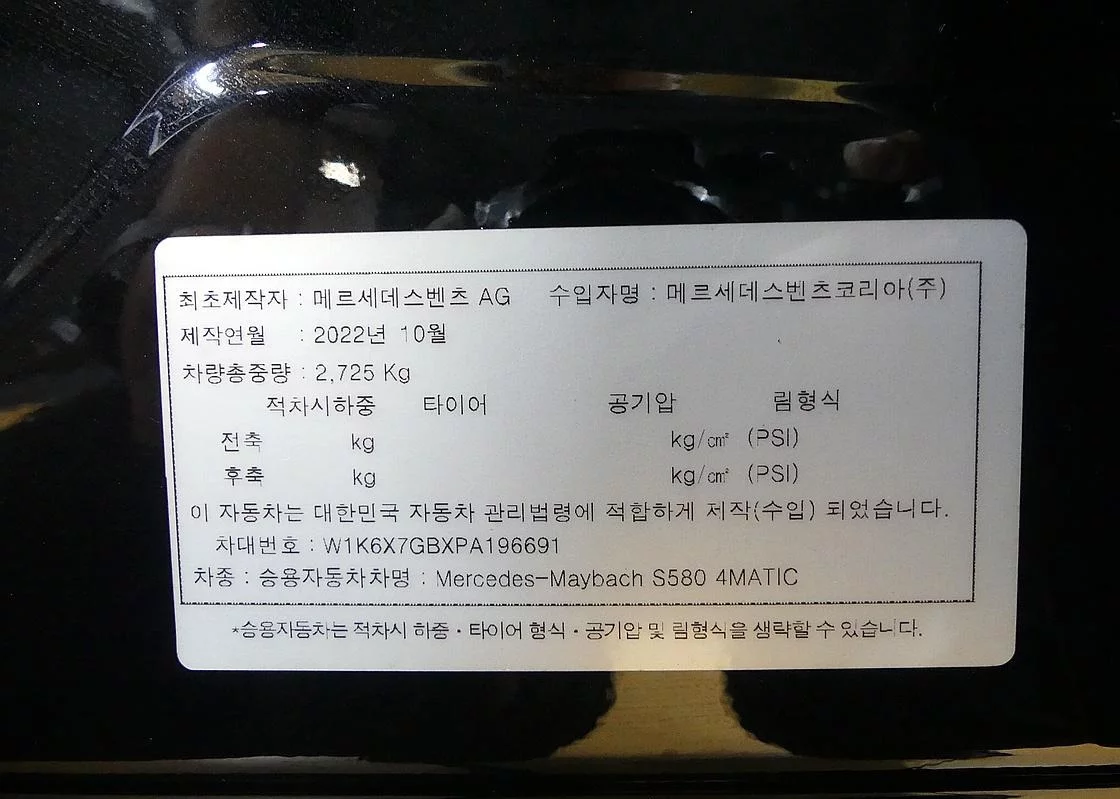 최초제작자 : 메르세데스벤츠 AG 수입자명 : 메르세데스벤츠코리아(주)
제작연월 : 2022년 10월
차량총중량 : 2,725 Kg
적차시하중 타이어 공기압 림형식
전축 kg kg/㎠ (PSI)
후축 kg kg/㎠ (PSI)
이 자동차는 대한민국 자동차 관리법령에 적합하게 제작(수입) 되었습니다.
차대번호 : W1K6X7GBXPA196691
차종 : 승용자동차차명 : Mercedes-Maybach S580 4MATIC
*승용자동차는 적차시 하중 · 타이어 형식 · 공기압 및 림형식을 생략할 수 있습니다.